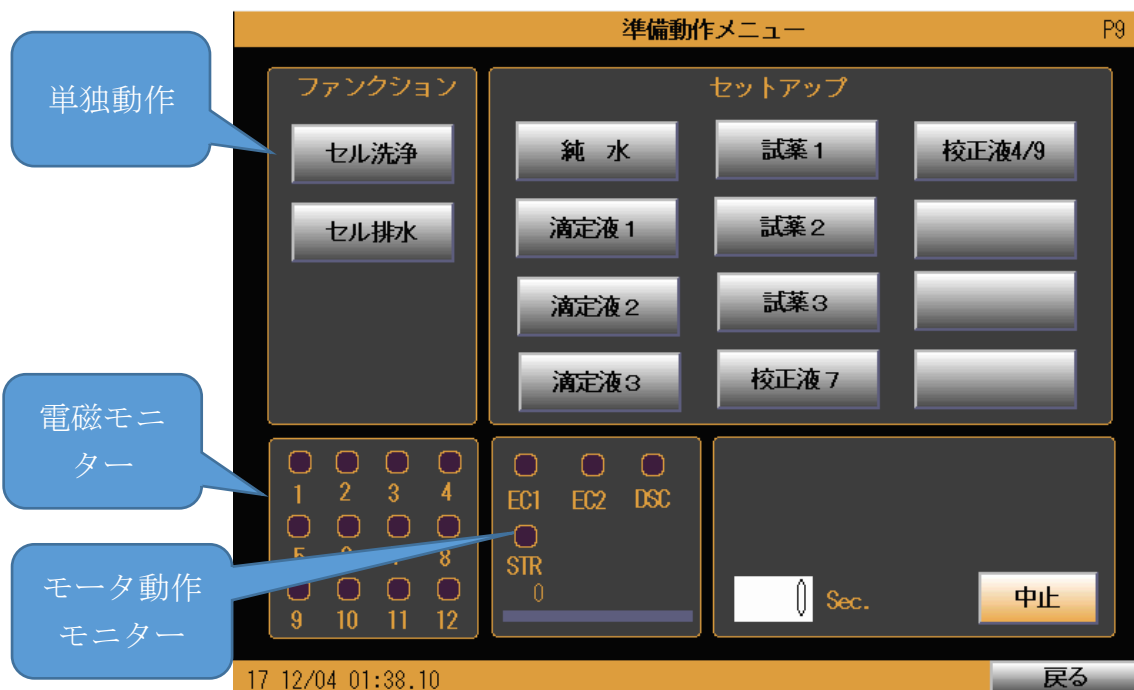 準備動作メニュー
P9
単独動作
ファンクション
セル洗浄
セル排水
セットアップ
純 水
試薬1
校正液4/9
滴定液1
試薬2
滴定液2
試薬3
滴定液3
校正液7
電磁モニ
ター
1 2 3 4
5 8
9 10 11 12
モータ動作
モニター
EC1 EC2 DSC
STR
0
0 Sec.
中止
17 12/04 01:38.10
戻る